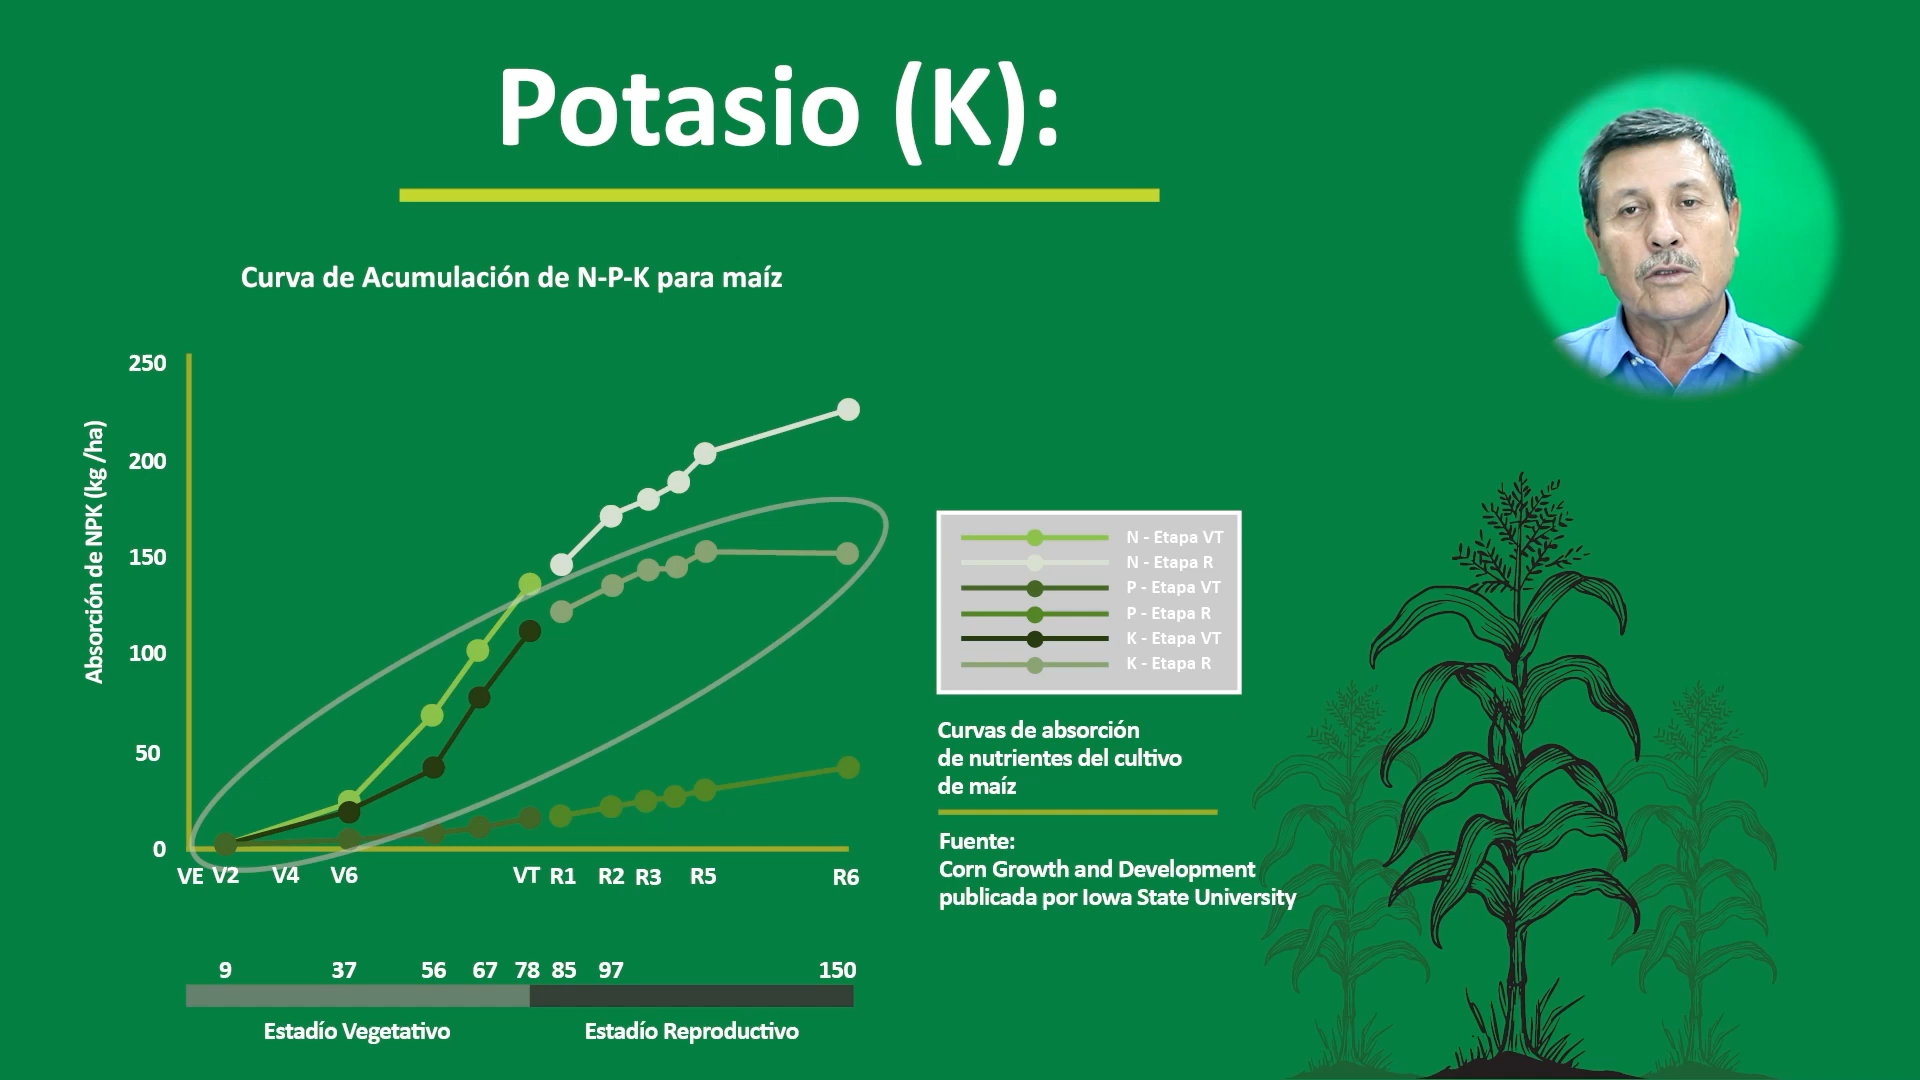 Potasio (K):
Curva de Acumulación de N-P-K para maíz
Absorción de NPK (kg /ha)
250
200
150
100
50
0
VE V2 V4 V6 VT R1 R2 R3 R5 R6
N - Etapa VT
N - Etapa R
P - Etapa VT
P - Etapa R
K - Etapa VT
K - Etapa R
Curvas de absorción
de nutrientes del cultivo
de maíz
Fuente:
Corn Growth and Development
publicada por Iowa State University
9 37 56 67 78 85 97 150
Estadío Vegetativo Estadío Reproductivo